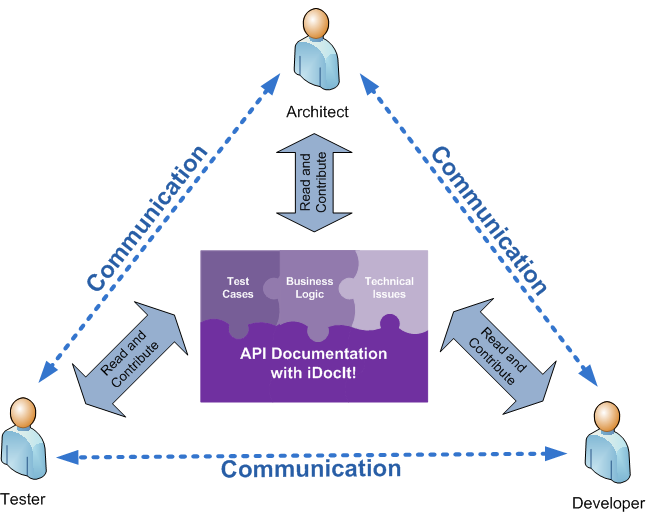 Architect
Communication
Communication
Read and
Contribute
Test
Cases
Business
Logic
Technical
Issues
API Documentation
with iDocIt!
Read and
Contribute
Read and
Contribute
Communication
Tester
Developer